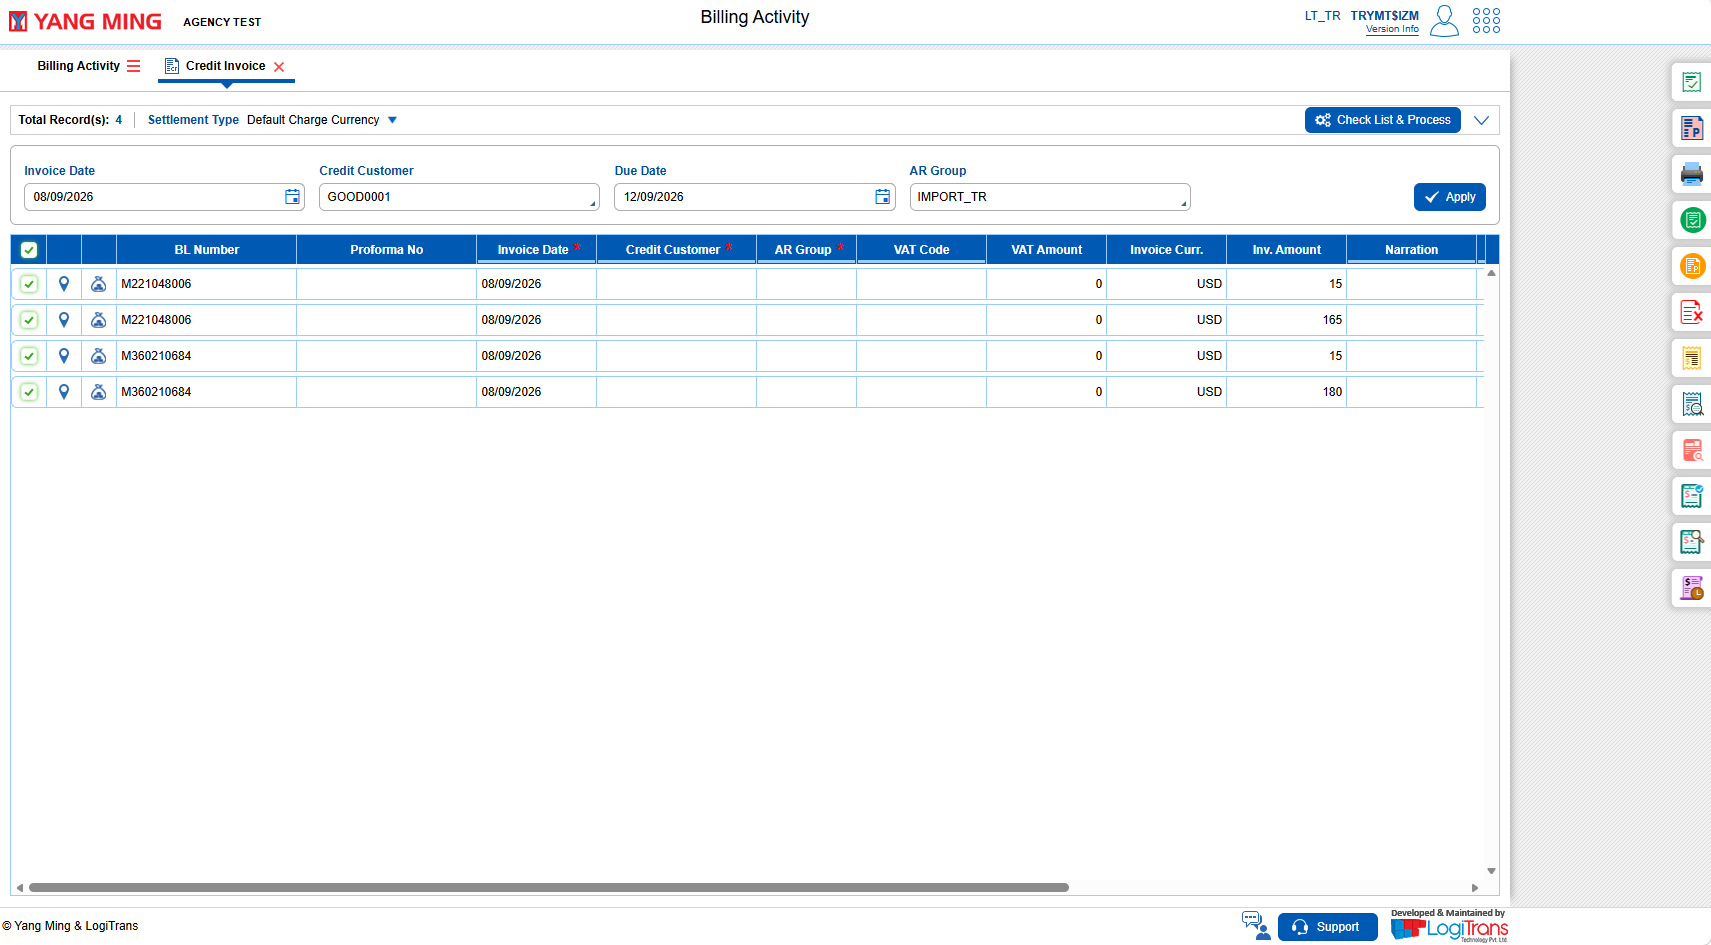 YANG MING AGENCY TEST
Billing Activity
LT_TR TRYMT$IZM
Version Info
Billing Activity
Credit Invoice
Total Record(s): 4 Settlement Type Default Charge Currency
Check List & Process
Invoice Date Credit Customer Due Date AR Group
08/09/2026 GOOD0001 12/09/2026 IMPORT_TR Apply
BL Number Proforma No Invoice Date * Credit Customer * AR Group * VAT Code VAT Amount Invoice Curr. Inv. Amount Narration
M221048006 08/09/2026 0 USD 15
M221048006 08/09/2026 0 USD 165
M360210684 08/09/2026 0 USD 15
M360210684 08/09/2026 0 USD 180
© Yang Ming & LogiTrans
Support
Developed & Maintained by
LogiTrans
Technology Pvt. Ltd.